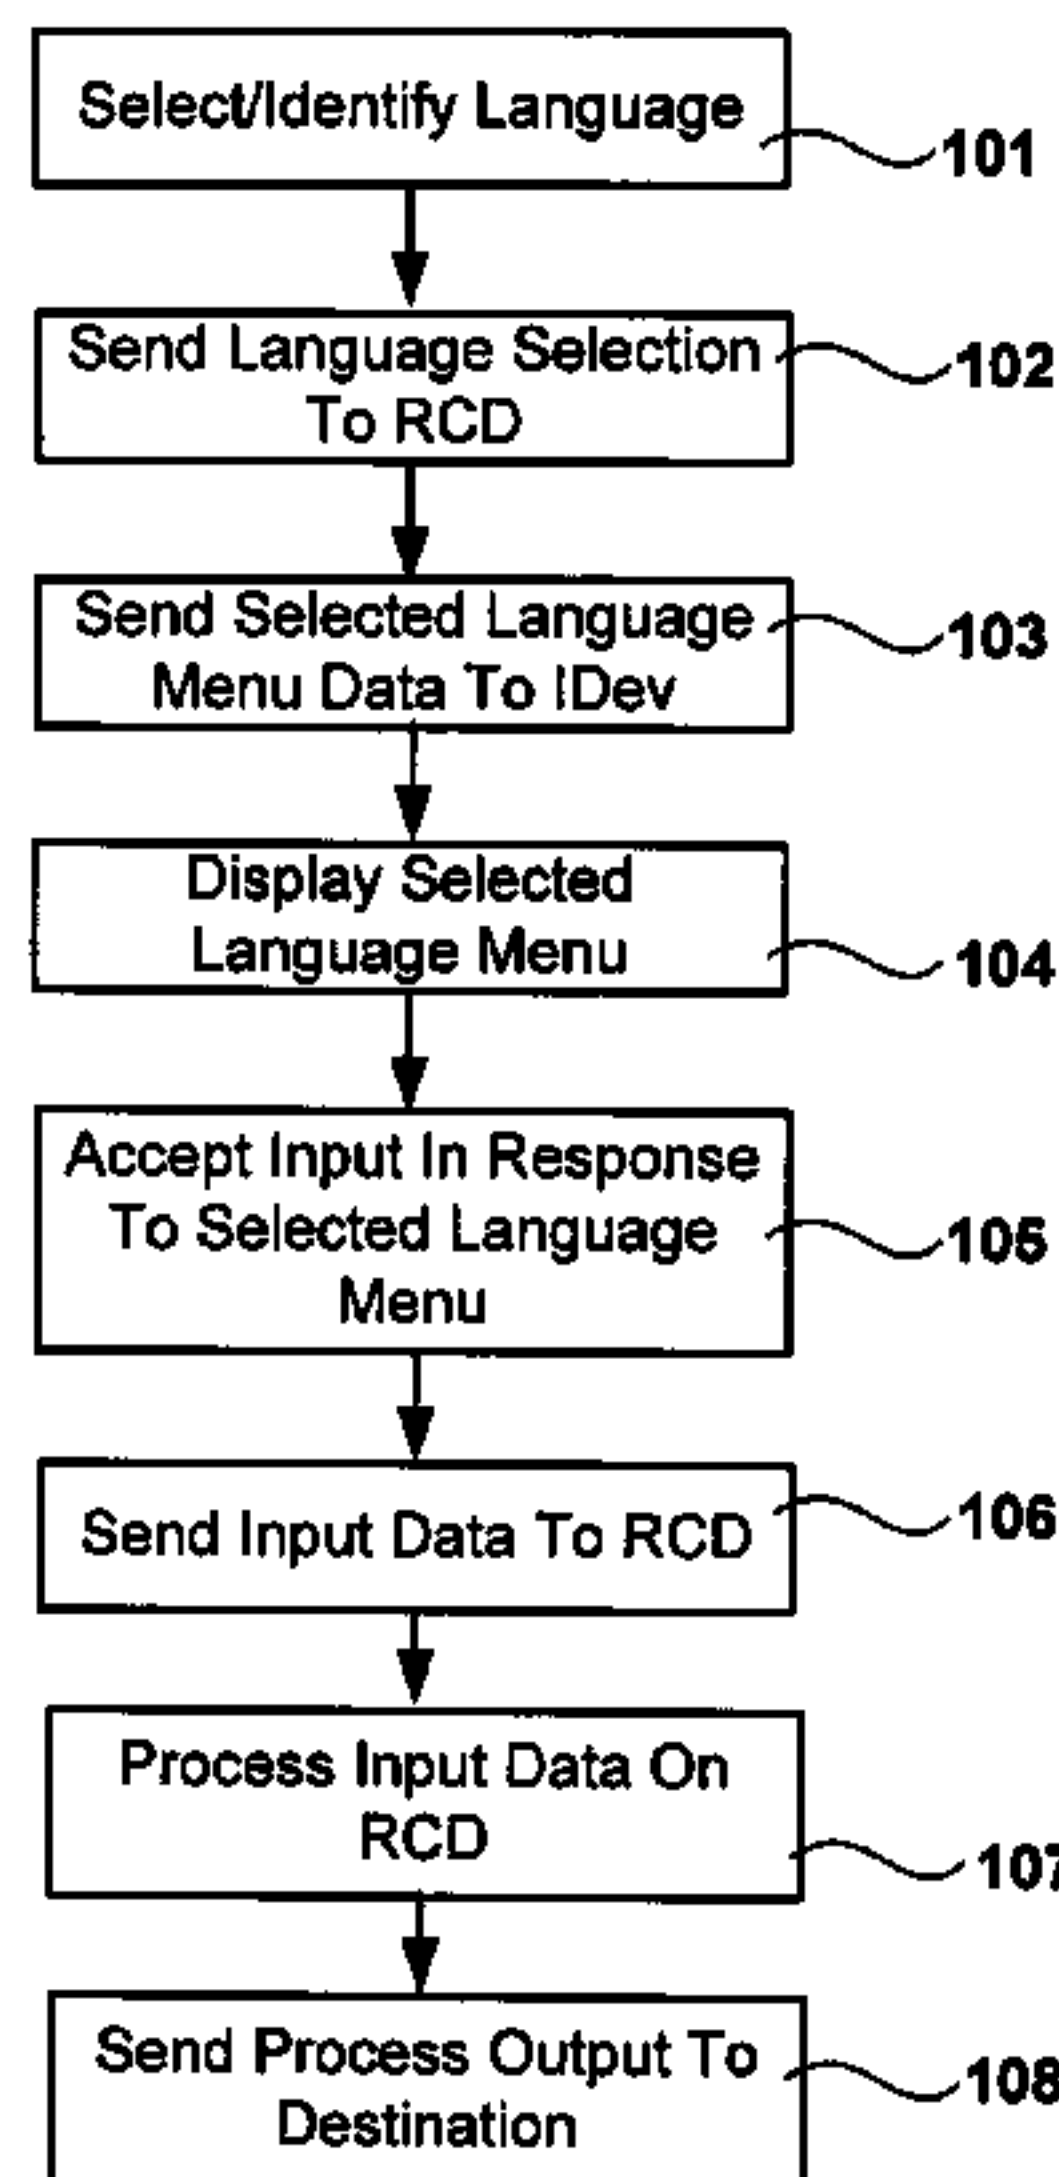 Select/Identify Language
101
Send Language Selection
To RCD
102
Send Selected Language
Menu Data To IDev
103
Display Selected
Language Menu
104
Accept Input In Response
To Selected Language
Menu
105
Send Input Data To RCD
106
Process Input Data On
RCD
107
Send Process Output To
Destination
108